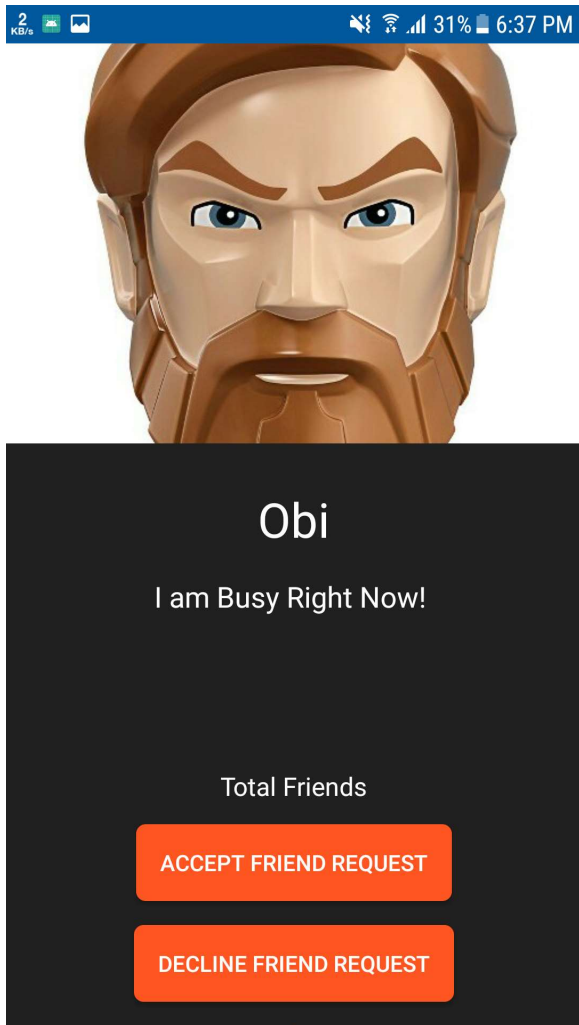 2
KB/s
31% 6:37 PM
Obi
I am Busy Right Now!
Total Friends
ACCEPT FRIEND REQUEST
DECLINE FRIEND REQUEST